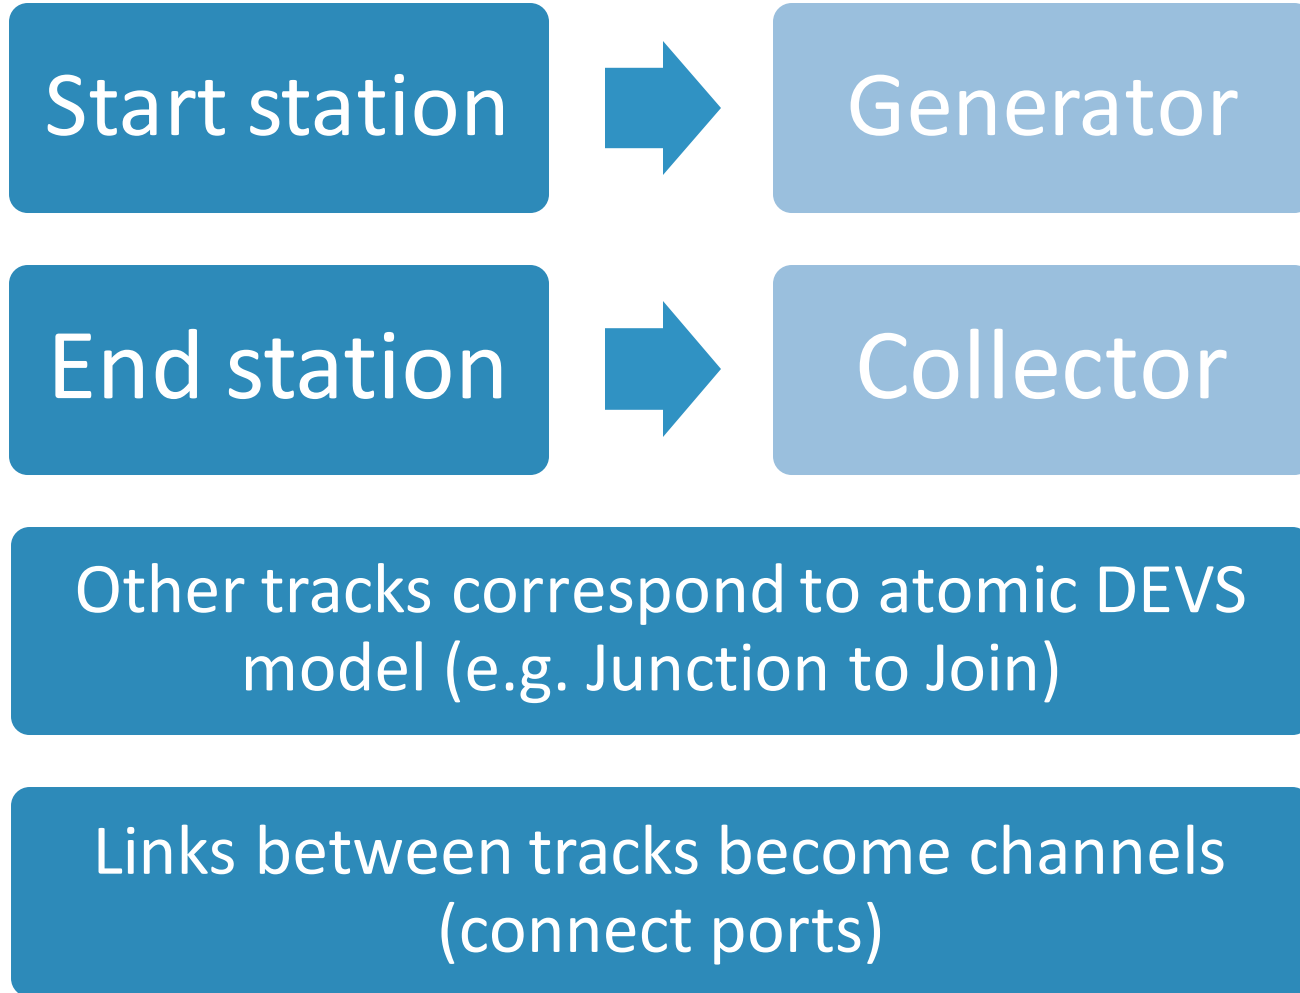 Start station
Generator
End station
Collector
Other tracks correspond to atomic DEVS
model (e.g. Junction to Join)
Links between tracks become channels
(connect ports)